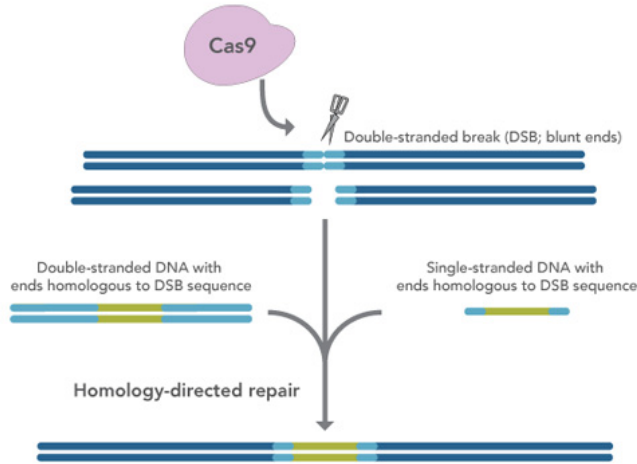 Cas9
Double-stranded break (DSB; blunt ends)
Double-stranded DNA with
ends homologous to DSB sequence
Single-stranded DNA with
ends homologous to DSB sequence
Homology-directed repair